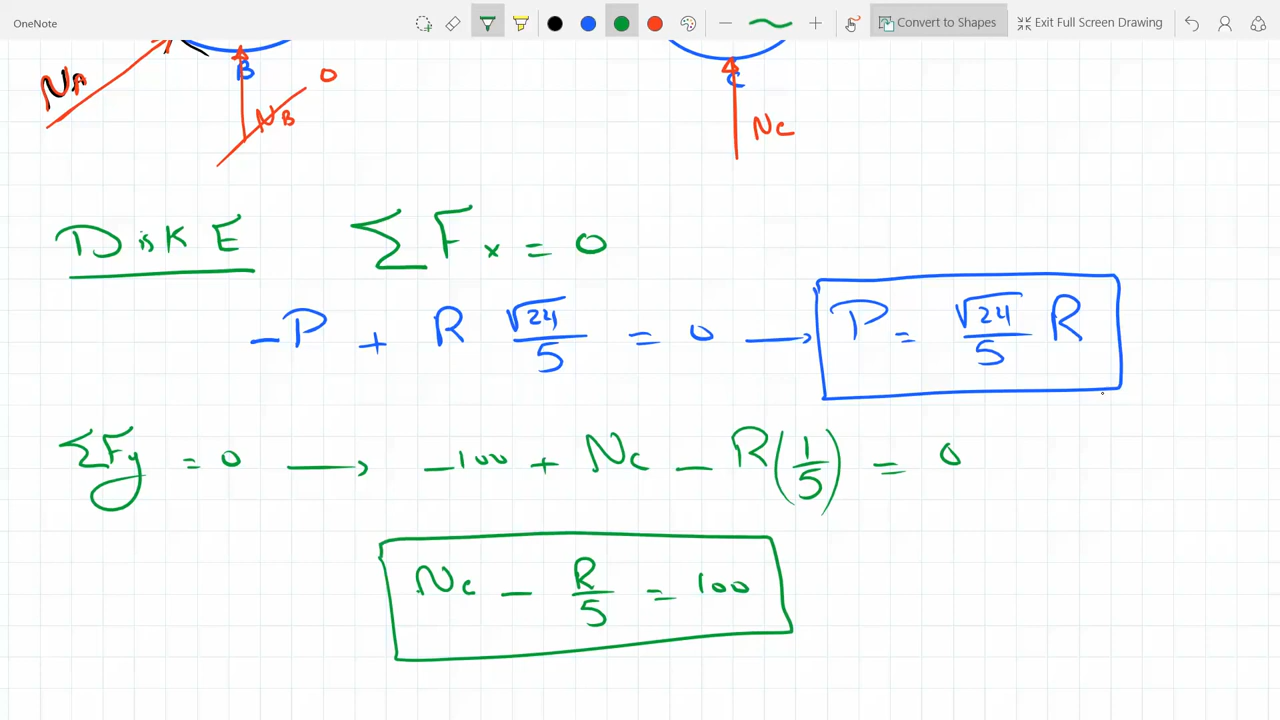 OneNote
Convert to Shapes
Exit Full Screen Drawing
NA
B
NB
0
C
NC
Disk E ΣFx = 0
-P + R √24/5 = 0 → P = √24/5 R
ΣFy = 0 → -100 + Nc - R(1/5) = 0
Nc - R/5 = 100